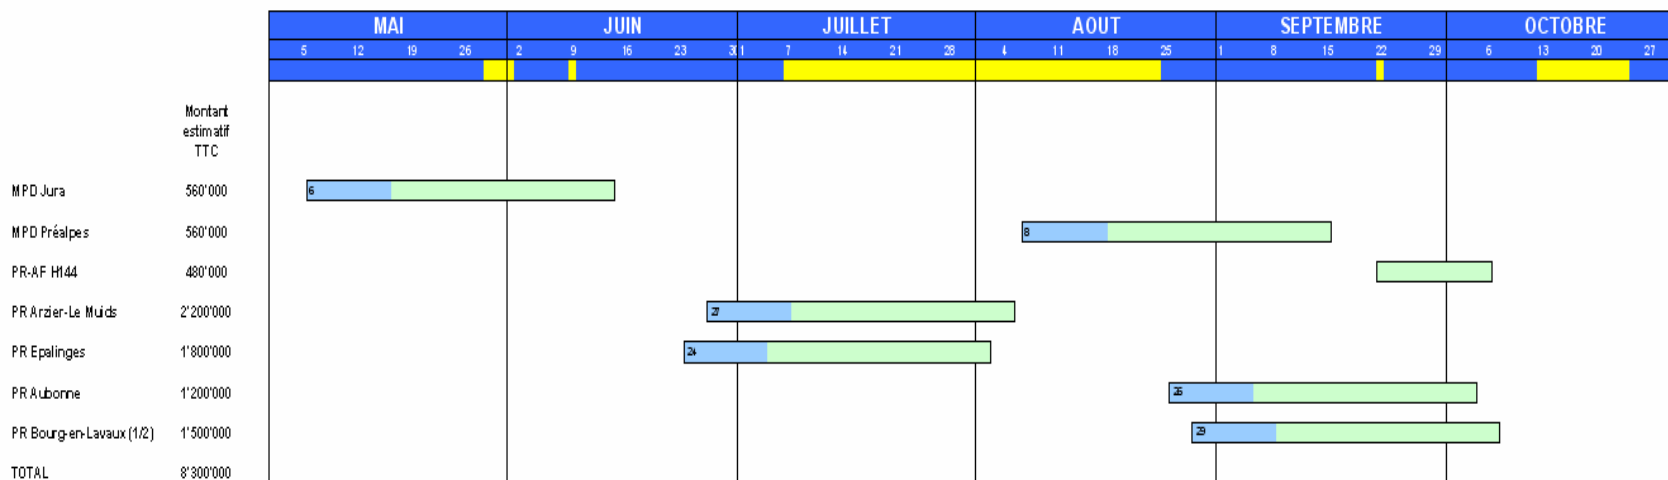 MAI JUIN JUILLET AOUT SEPTEMBRE OCTOBRE
5 12 19 26 2 9 16 23 30 1 7 14 21 28 4 11 18 25 1 8 15 22 29 6 13 20 27
Montant
estimatif
TTC
MPD Jura 560'000 6
MPD Préalpes 560'000 8
PR-AF H144 480'000
PR Arzier-Le Muids 2'200'000 27
PR Epalinges 1'800'000 24
PR Aubonne 1'200'000 26
PR Bourg-en-Lavaux (1/2) 1'500'000 29
TOTAL 8'300'000